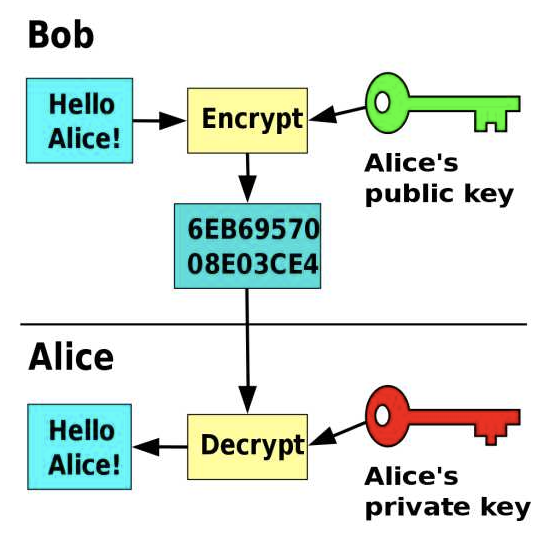 Bob
Hello
Alice!
Encrypt
Alice's
public key
6EB69570
08E03CE4
Alice
Hello
Alice!
Decrypt
Alice's
private key